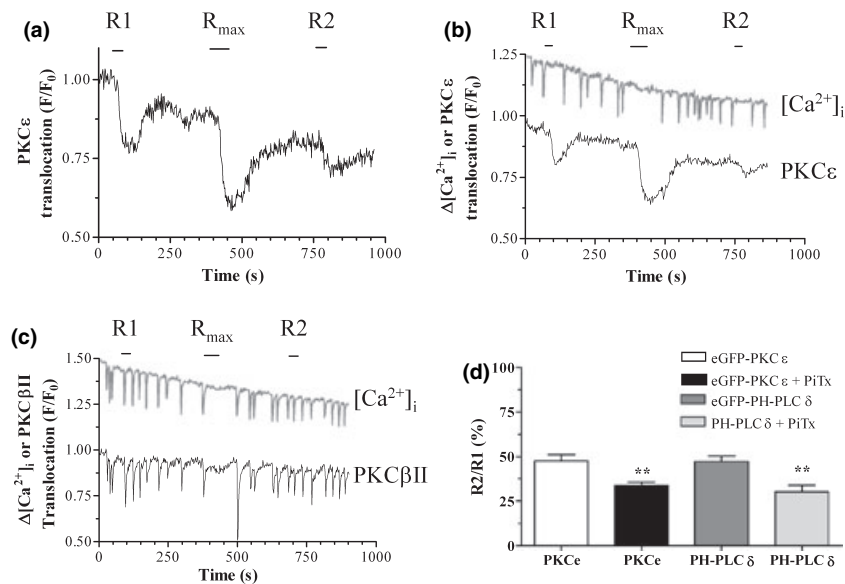 (a)
R1 Rmax R2
PKCε
translocation (F/F0)
1.00
0.75
0.50
0 250 500 750 1000
Time (s)
(b)
R1 Rmax R2
Δ[Ca2+]i or PKCε
translocation (F/F0)
1.25
1.00
0.75
0.50
[Ca2+]i
PKCε
0 250 500 750 1000
Time (s)
(c)
R1 Rmax R2
Δ[Ca2+]i or PKCβII
Translocation (F/F0)
1.50
1.25
1.00
0.75
0.50
[Ca2+]i
PKCβII
0 250 500 750 1000
Time (s)
(d)
eGFP-PKC ε
eGFP-PKC ε + PiTx
eGFP-PH-PLC δ
PH-PLC δ + PiTx
R2/R1 (%)
100
75
50
25
0
** **
PKCe PKCe PH-PLC δ PH-PLC δ